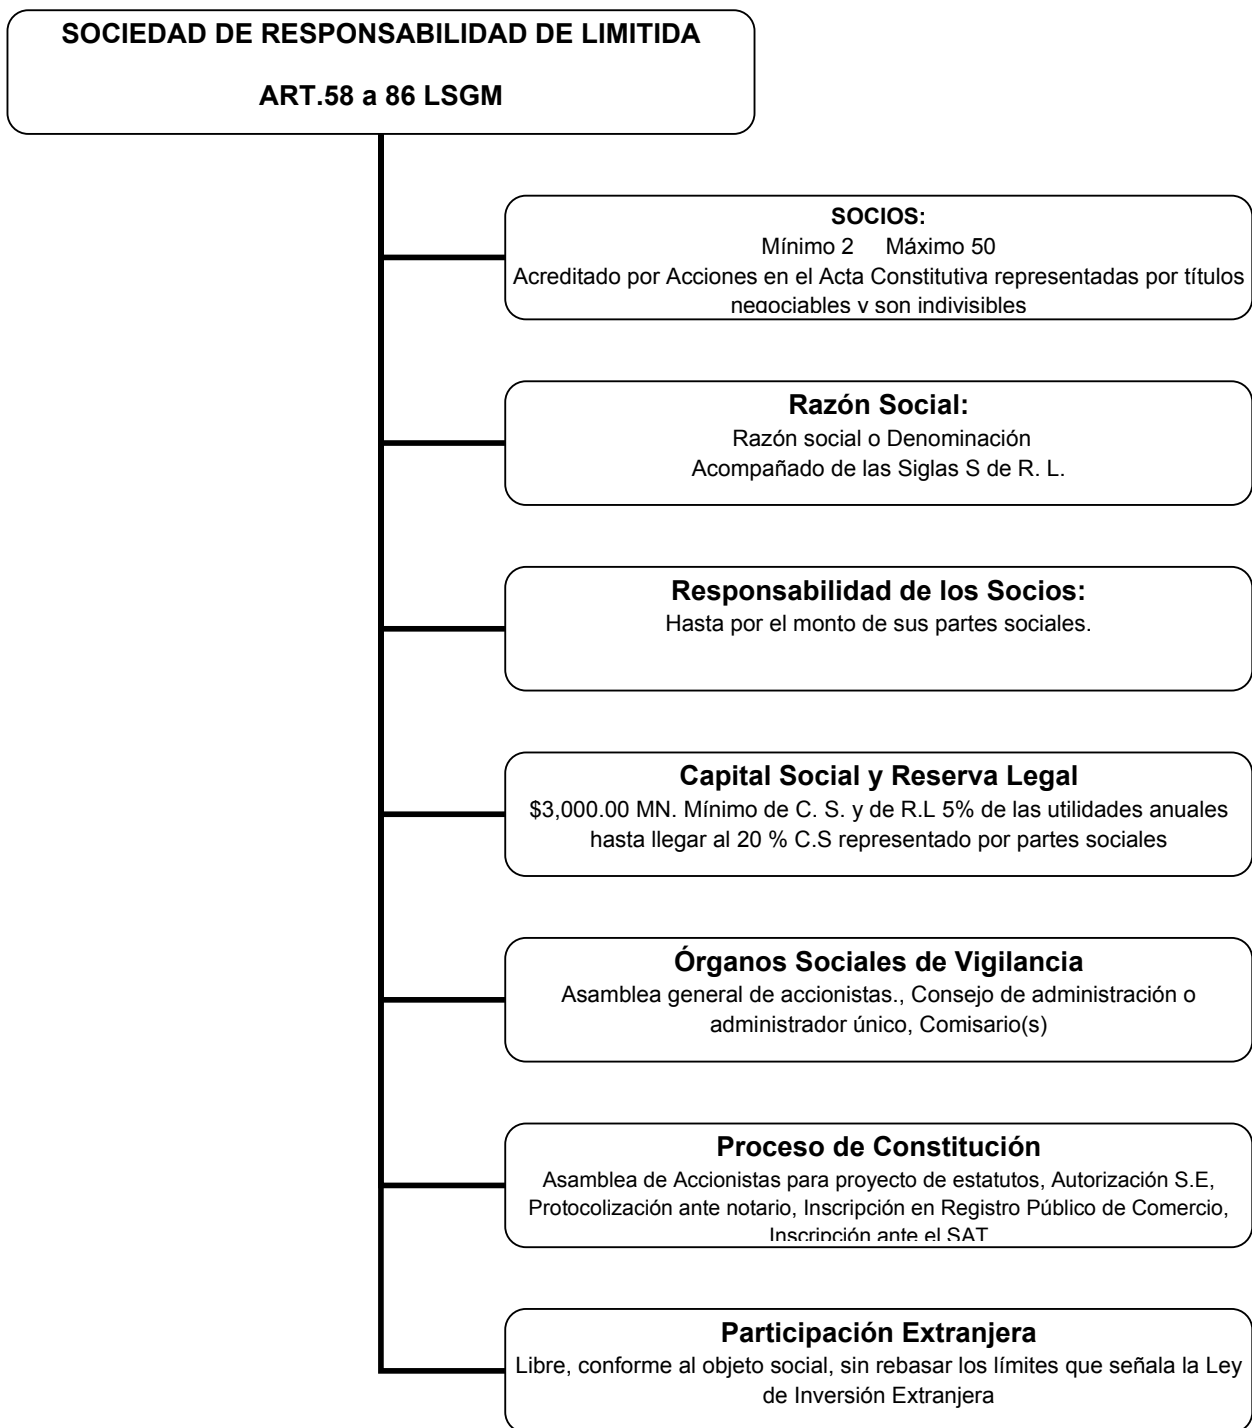 SOCIEDAD DE RESPONSABILIDAD DE LIMITIDA
ART.58 a 86 LSGM
SOCIOS:
Mínimo 2 Máximo 50
Acreditado por Acciones en el Acta Constitutiva representadas por títulos
negociables y son indivisibles
Razón Social:
Razón social o Denominación
Acompañado de las Siglas S de R. L.
Responsabilidad de los Socios:
Hasta por el monto de sus partes sociales.
Capital Social y Reserva Legal
$3,000.00 MN. Mínimo de C. S. y de R.L 5% de las utilidades anuales
hasta llegar al 20 % C.S representado por partes sociales
Órganos Sociales de Vigilancia
Asamblea general de accionistas., Consejo de administración o
administrador único, Comisario(s)
Proceso de Constitución
Asamblea de Accionistas para proyecto de estatutos, Autorización S.E,
Protocolización ante notario, Inscripción en Registro Público de Comercio,
Inscripción ante el SAT
Participación Extranjera
Libre, conforme al objeto social, sin rebasar los límites que señala la Ley
de Inversión Extranjera